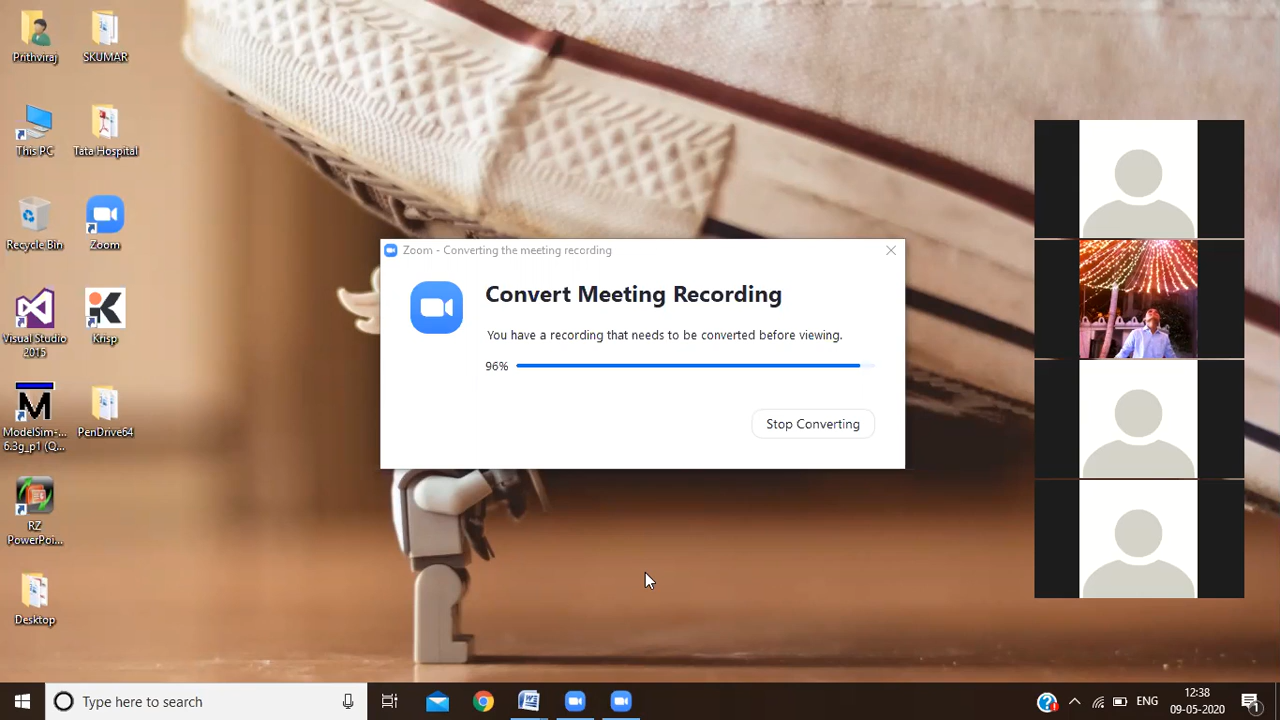 Prithviraj
SKUMAR
This PC
Tata Hospital
Recycle Bin
Zoom
Visual Studio
2015
Krisp
M
ModelSim-...
6.3g_p1 (Q...
PenDrive64
RZ
PowerPoi...
Desktop
Zoom - Converting the meeting recording
Convert Meeting Recording
You have a recording that needs to be converted before viewing.
96%
Stop Converting
Type here to search
ENG
12:38
09-05-2020
1